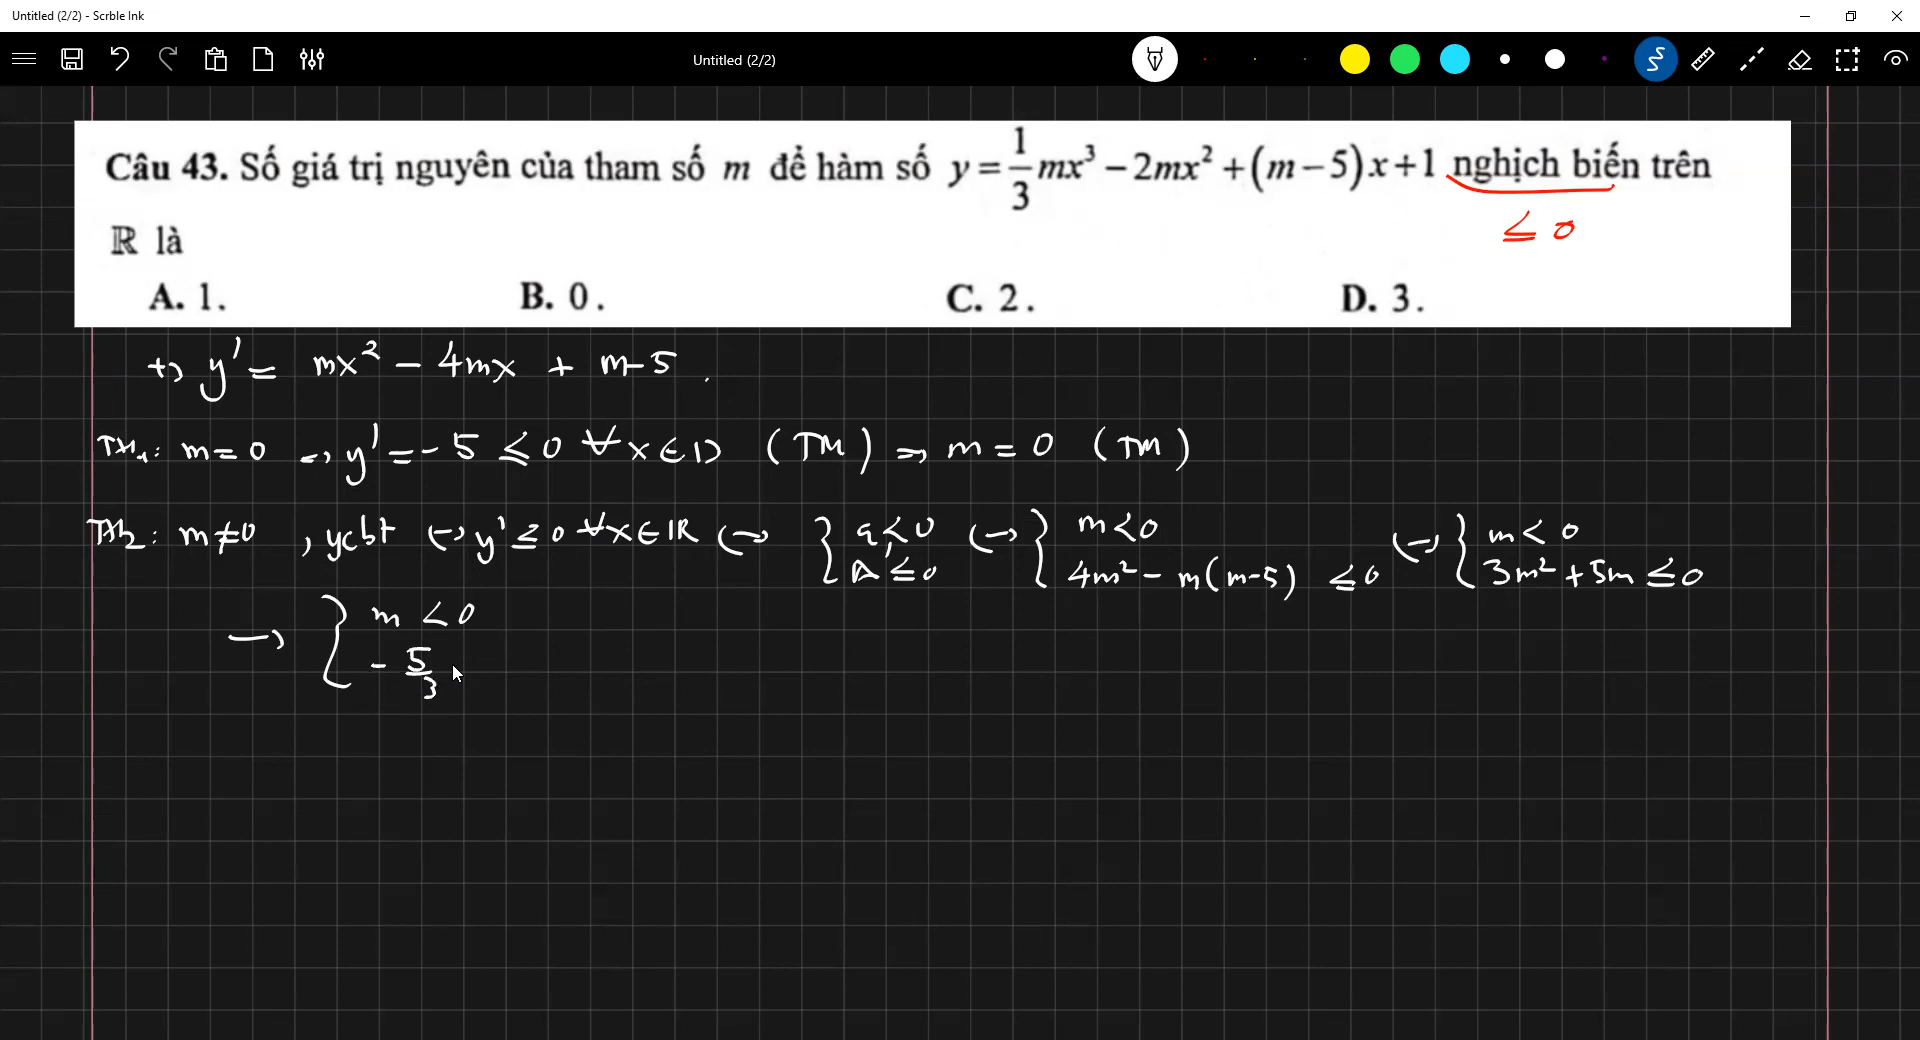 Untitled (2/2) - Scrble Ink
Untitled (2/2)
Câu 43. Số giá trị nguyên của tham số m để hàm số y = 1/3 mx³ − 2mx² + (m − 5)x + 1 nghịch biến trên
ℝ là
≤ 0
A. 1. B. 0. C. 2. D. 3.
+) y' = mx² − 4mx + m − 5.
TH₁: m = 0 → y' = −5 ≤ 0 ∀x ∈ D (TM) ⇒ m = 0 (TM)
TH₂: m ≠ 0, ycbt ↔ y' ≤ 0 ∀x ∈ ℝ ↔ { a < 0 Δ' ≤ 0 ↔ { m < 0 4m² − m(m−5) ≤ 0 ↔ { m < 0 3m² + 5m ≤ 0
→ { m < 0
− 5/3